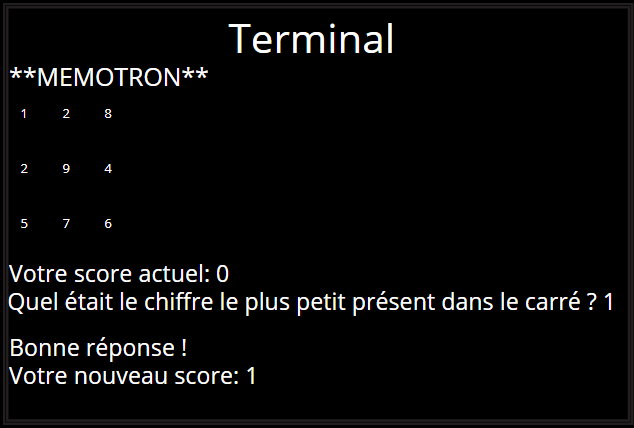 Terminal
**MEMOTRON**
1 2 8
2 9 4
5 7 6
Votre score actuel: 0
Quel était le chiffre le plus petit présent dans le carré ? 1
Bonne réponse !
Votre nouveau score: 1